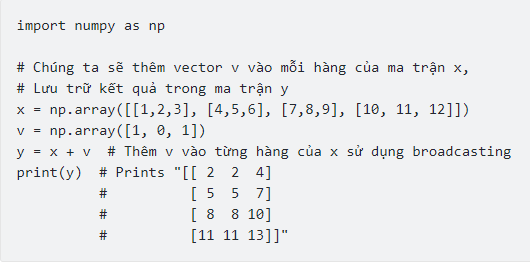 import numpy as np
# Chúng ta sẽ thêm vector v vào mỗi hàng của ma trận x,
# Lưu trữ kết quả trong ma trận y
x = np.array([[1,2,3], [4,5,6], [7,8,9], [10, 11, 12]])
v = np.array([1, 0, 1])
y = x + v  # Thêm v vào từng hàng của x sử dụng broadcasting
print(y)  # Prints "[[ 2  2  4]
          #          [ 5  5  7]
          #          [ 8  8 10]
          #          [11 11 13]]"